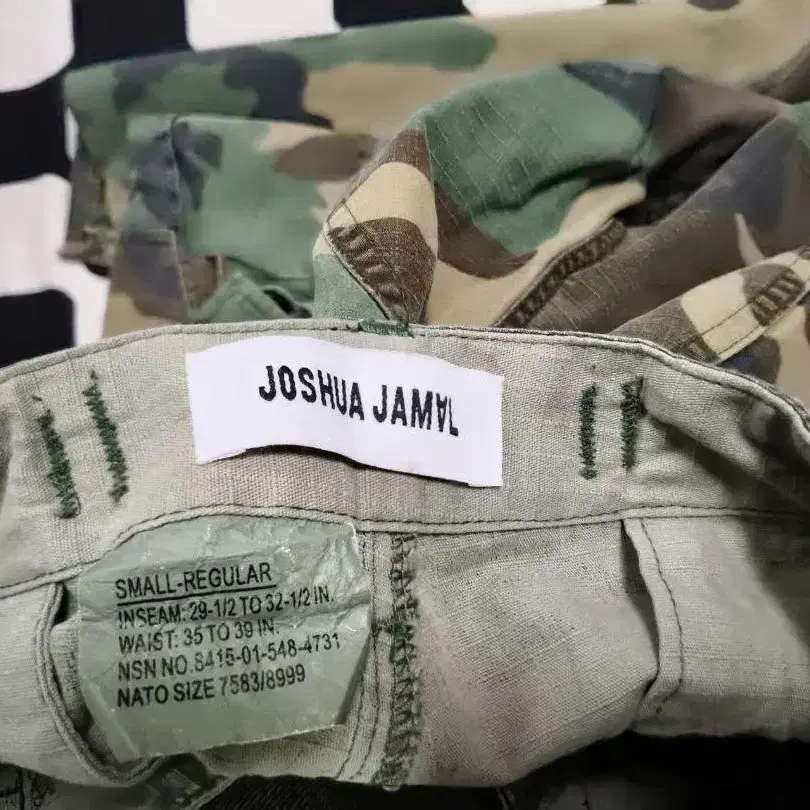 JOSHUA JAMAL
SMALL-REGULAR
INSEAM: 29-1/2 TO 32-1/2 IN.
WAIST: 35 TO 39 IN.
NSN NO. 8415-01-548-4731
NATO SIZE 7583/8999